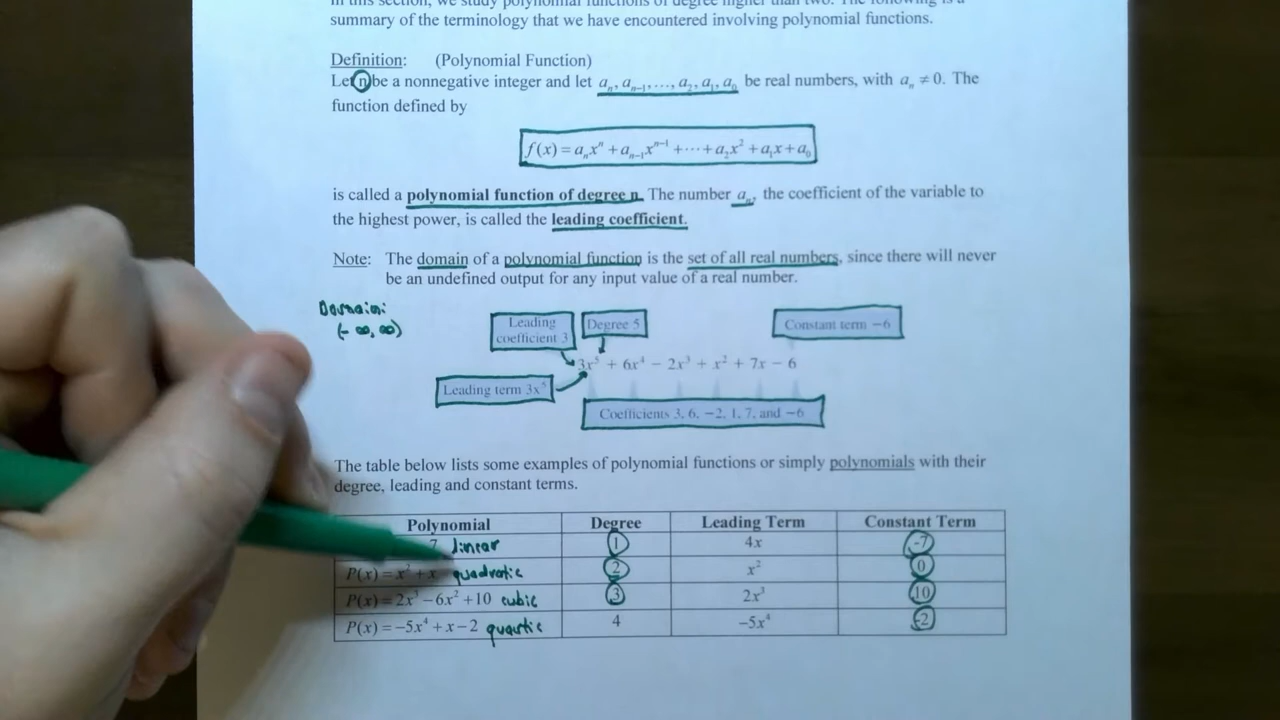 summary of the terminology that we have encountered involving polynomial functions.
Definition: (Polynomial Function)
Let n be a nonnegative integer and let aₙ, aₙ₋₁, ..., a₂, a₁, a₀ be real numbers, with aₙ ≠ 0. The
function defined by
f(x) = aₙxⁿ + aₙ₋₁xⁿ⁻¹ + ··· + a₂x² + a₁x + a₀
is called a polynomial function of degree n. The number aₙ, the coefficient of the variable to
the highest power, is called the leading coefficient.
Note: The domain of a polynomial function is the set of all real numbers, since there will never
be an undefined output for any input value of a real number.
Domain:
(-∞, ∞)
Leading
coefficient 3
Degree 5
Constant term −6
3x⁵ + 6x⁴ − 2x³ + x² + 7x − 6
Leading term 3x⁵
Coefficients 3, 6, −2, 1, 7, and −6
The table below lists some examples of polynomial functions or simply polynomials with their
degree, leading and constant terms.
Polynomial Degree Leading Term Constant Term
7 linear 1 4x -7
P(x) = x² + x quadratic 2 x² 0
P(x) = 2x³ − 6x² + 10 cubic 3 2x³ 10
P(x) = −5x⁴ + x − 2 quartic 4 −5x⁴ -2